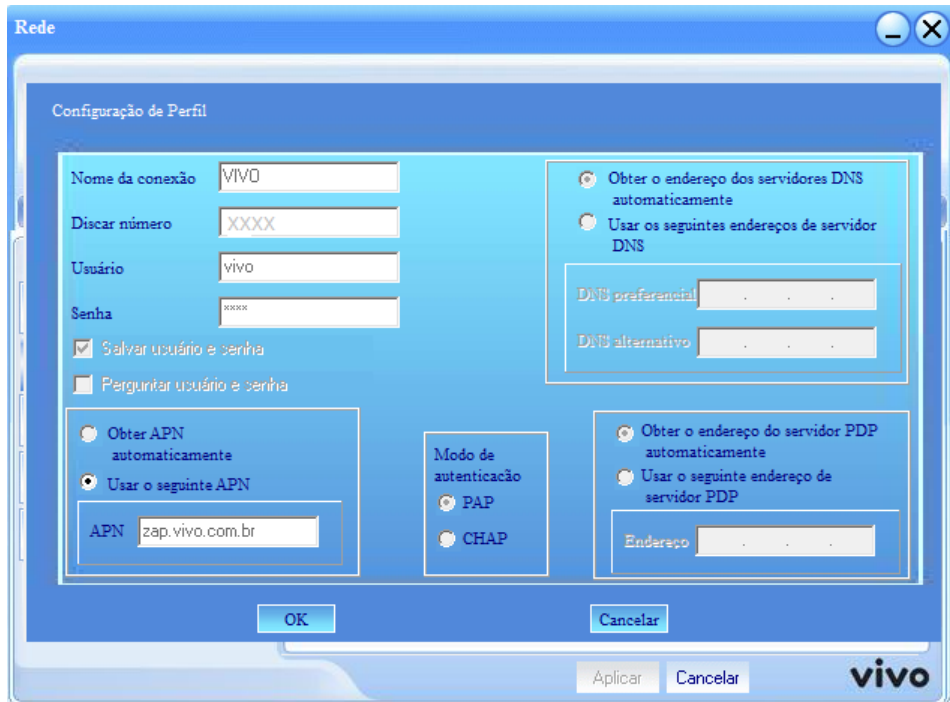 Rede
Configuração de Perfil
Nome da conexão VIVO
Discar número XXXX
Usuário vivo
Senha ****
Salvar usuário e senha
Perguntar usuário e senha
Obter o endereço dos servidores DNS
automaticamente
Usar os seguintes endereços de servidor
DNS
DNS preferencial . . .
DNS alternativo . . .
Obter APN
automaticamente
Usar o seguinte APN
APN zap.vivo.com.br
Modo de
autenticacão
PAP
CHAP
Obter o endereço do servidor PDP
automaticamente
Usar o seguinte endereço de
servidor PDP
Endereço . . .
OK
Cancelar
Aplicar
Cancelar
vivo